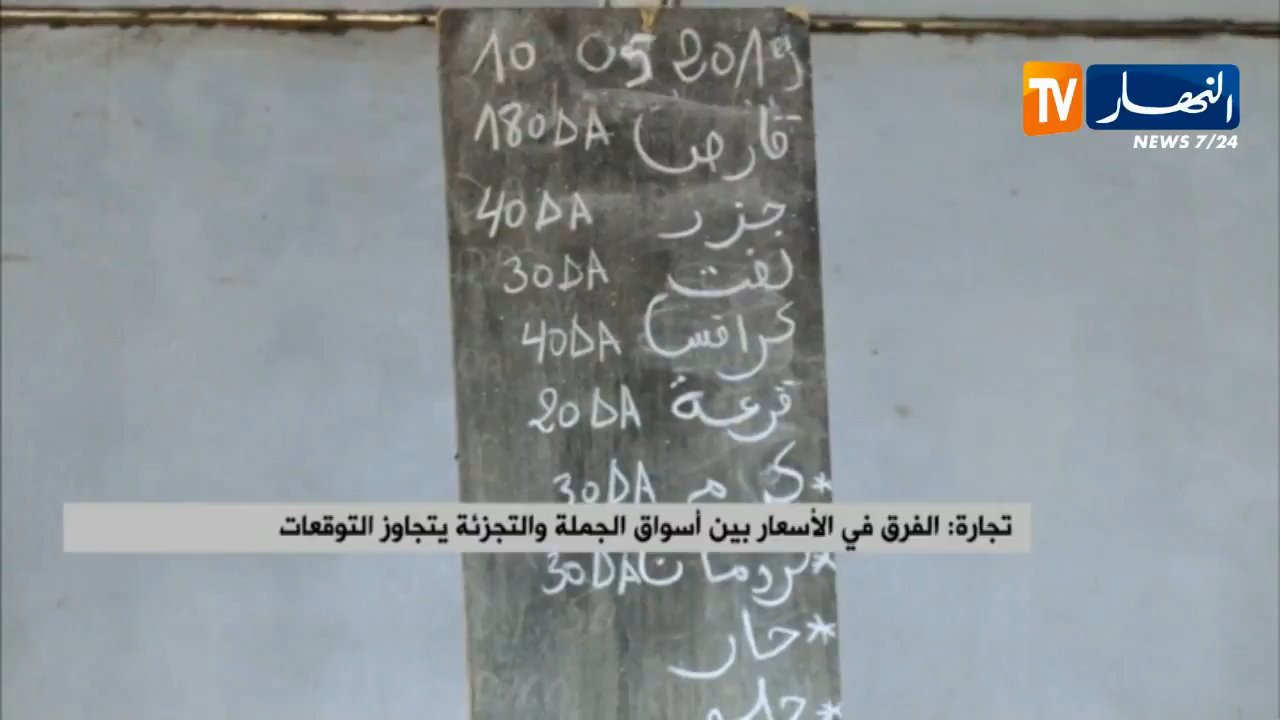 10 05 2019
قارص 180DA
جزر 40DA
لفت 30DA
كرافس 40DA
قرعة 20DA
*كرم 30DA
تجارة: الفرق في الأسعار بين أسواق الجملة والتجزئة يتجاوز التوقعات
30DA
*حار
النهار TV
NEWS 7/24